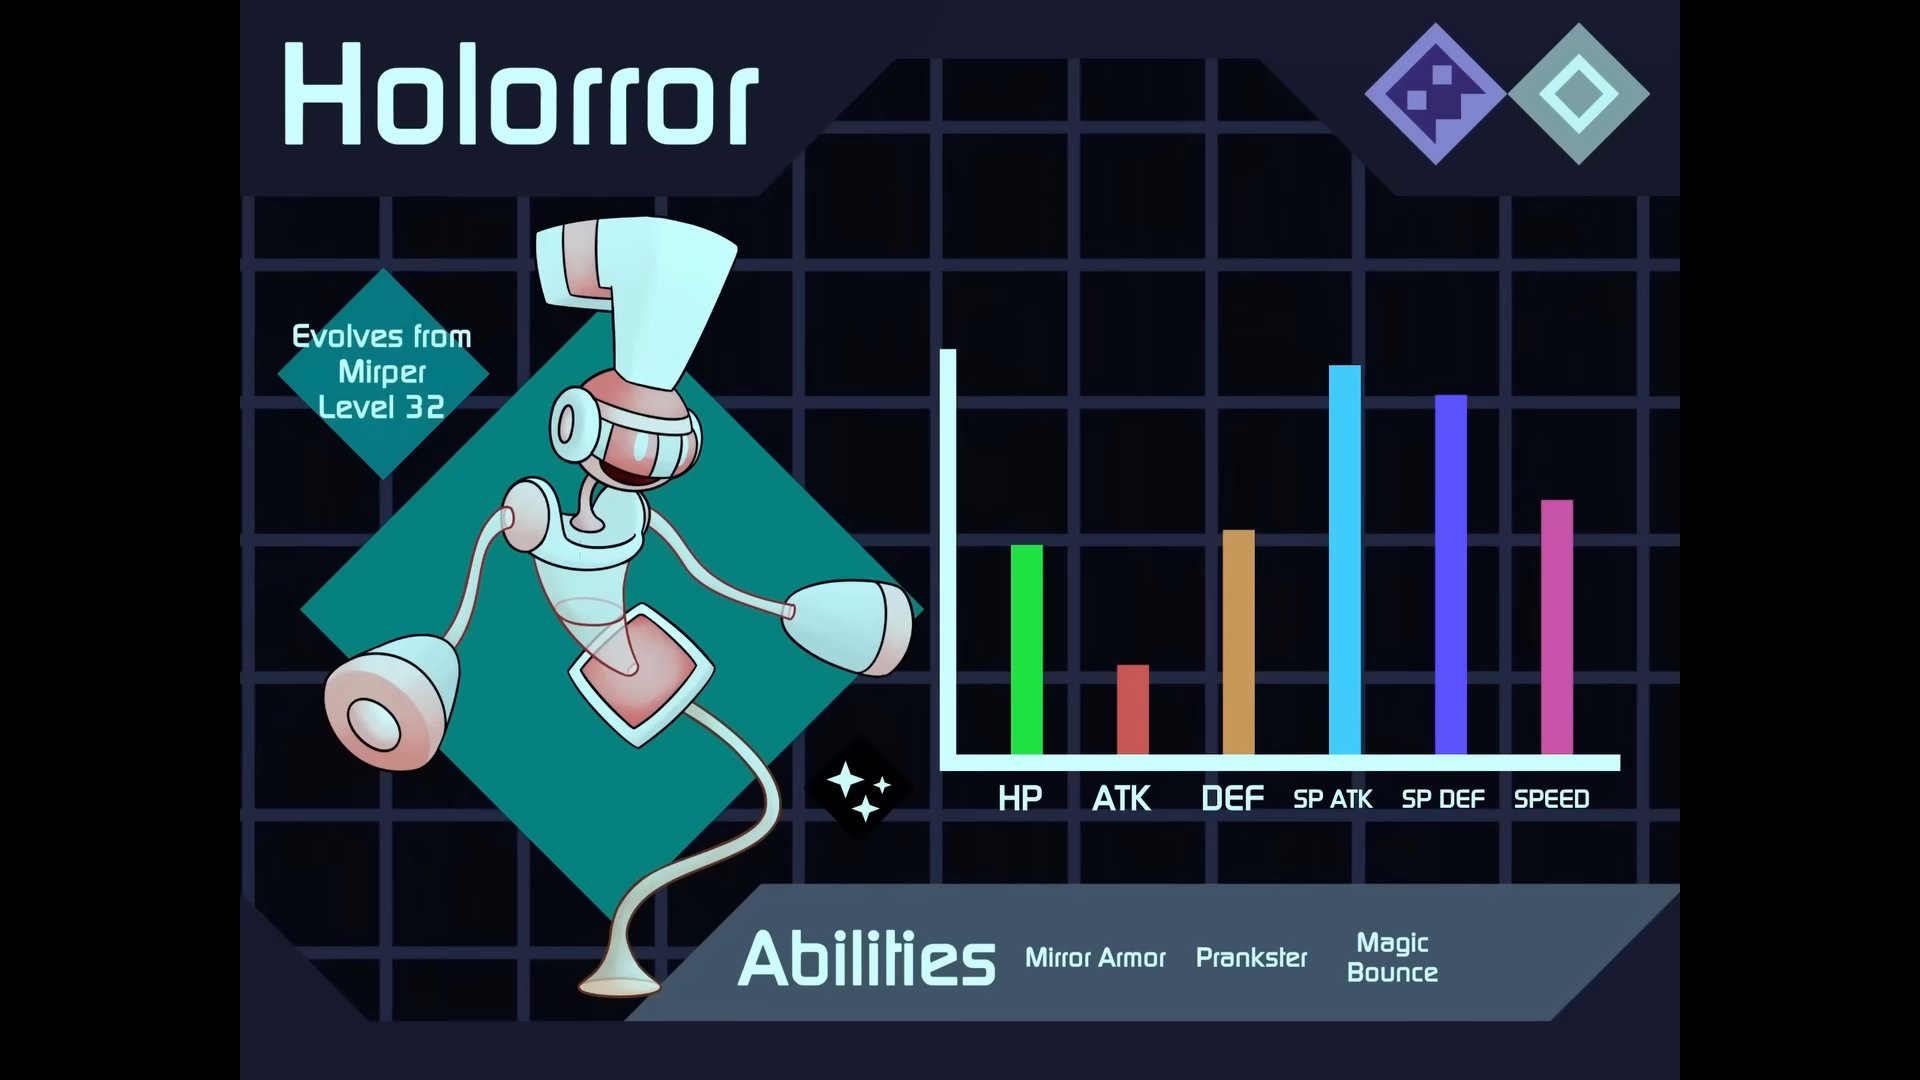 Holorror
Evolves from
Mirper
Level 32
HP
ATK
DEF
SP ATK
SP DEF
SPEED
Abilities
Mirror Armor
Prankster
Magic
Bounce